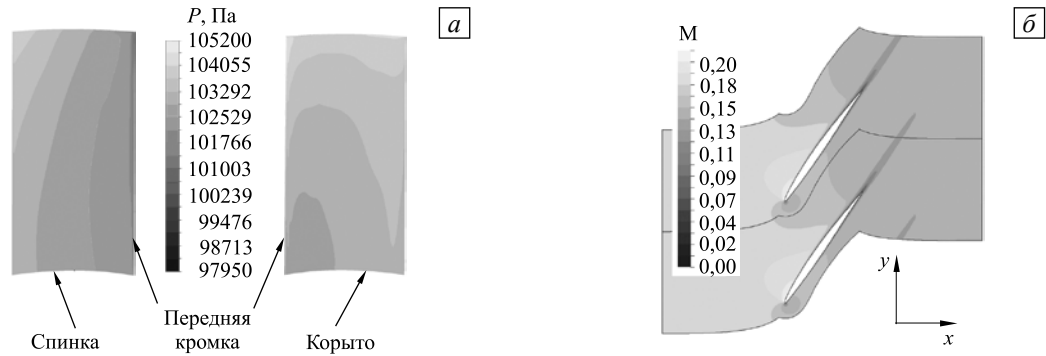 P, Па
105200
104055
103292
102529
101766
101003
100239
99476
98713
97950
Спинка
Передняя
кромка
Корыто
а
М
0,20
0,18
0,15
0,13
0,11
0,09
0,07
0,04
0,02
0,00
y
x
б